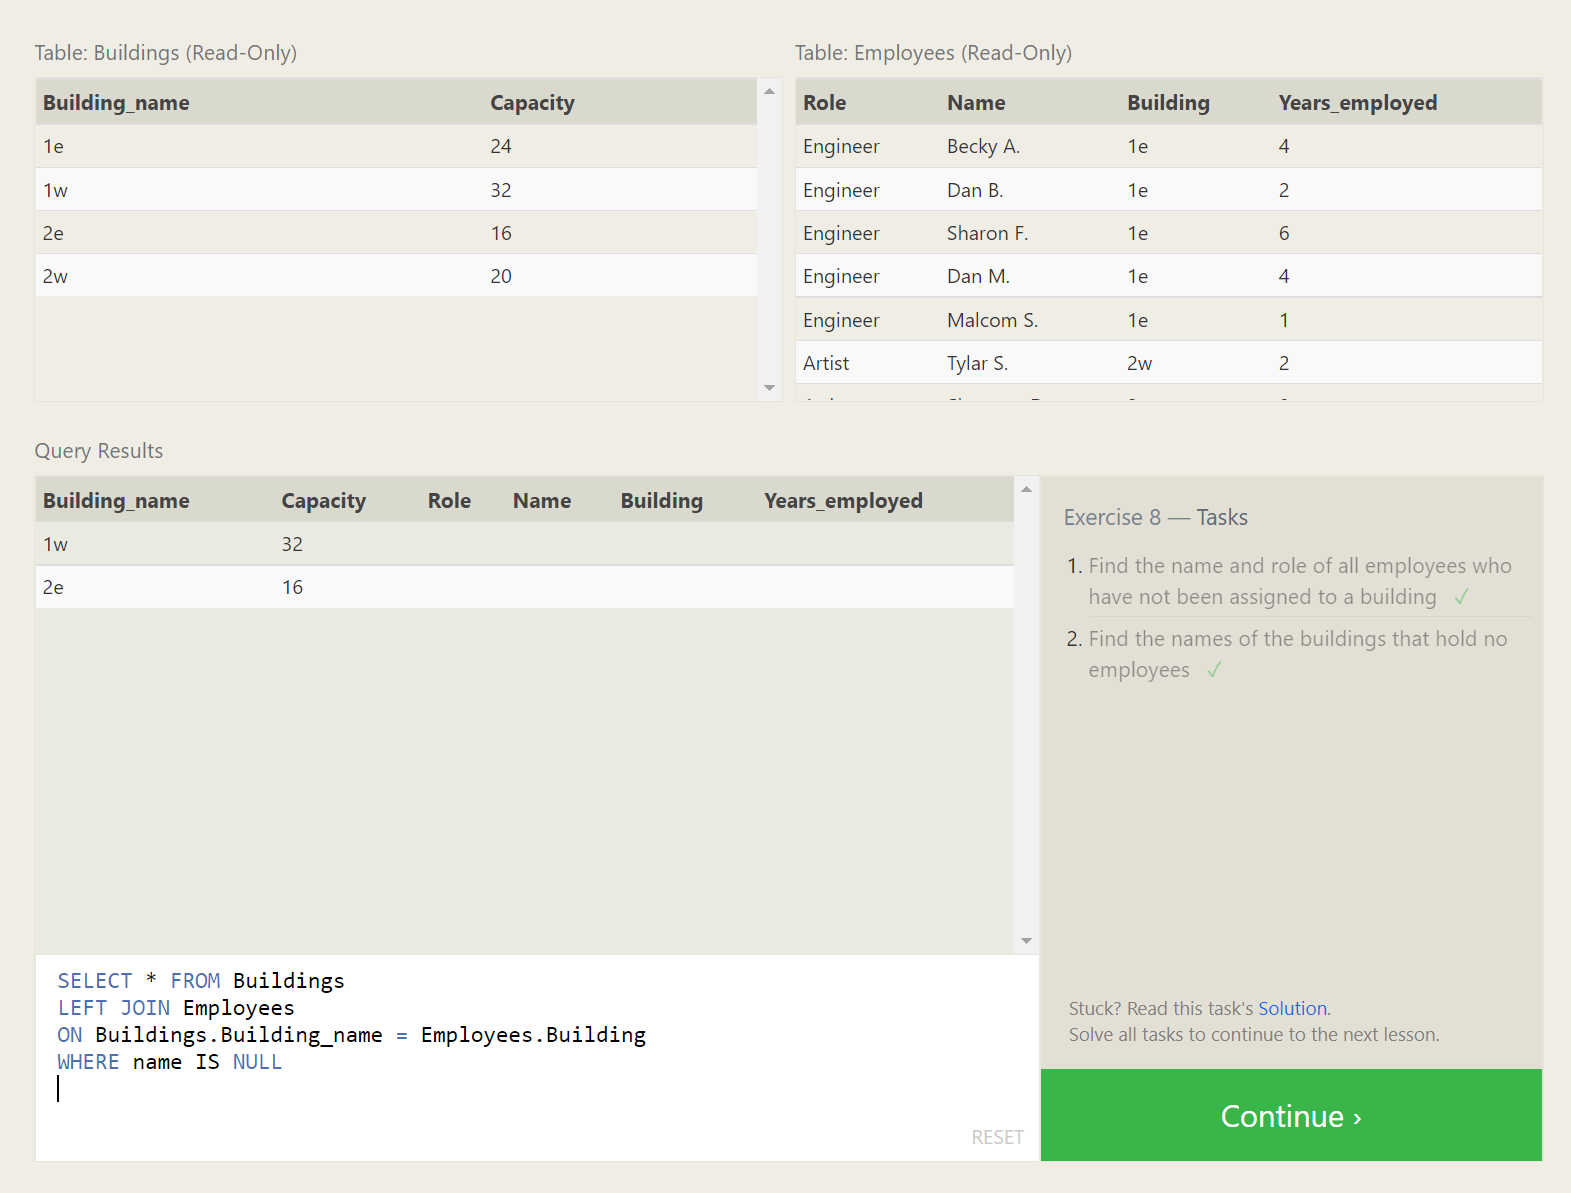 Table: Buildings (Read-Only)
Building_name Capacity
1e 24
1w 32
2e 16
2w 20
Table: Employees (Read-Only)
Role Name Building Years_employed
Engineer Becky A. 1e 4
Engineer Dan B. 1e 2
Engineer Sharon F. 1e 6
Engineer Dan M. 1e 4
Engineer Malcom S. 1e 1
Artist Tylar S. 2w 2
Query Results
Building_name Capacity Role Name Building Years_employed
1w 32
2e 16
SELECT * FROM Buildings
LEFT JOIN Employees
ON Buildings.Building_name = Employees.Building
WHERE name IS NULL
RESET
Exercise 8 — Tasks
1. Find the name and role of all employees who
have not been assigned to a building ✓
2. Find the names of the buildings that hold no
employees ✓
Stuck? Read this task's Solution.
Solve all tasks to continue to the next lesson.
Continue ›